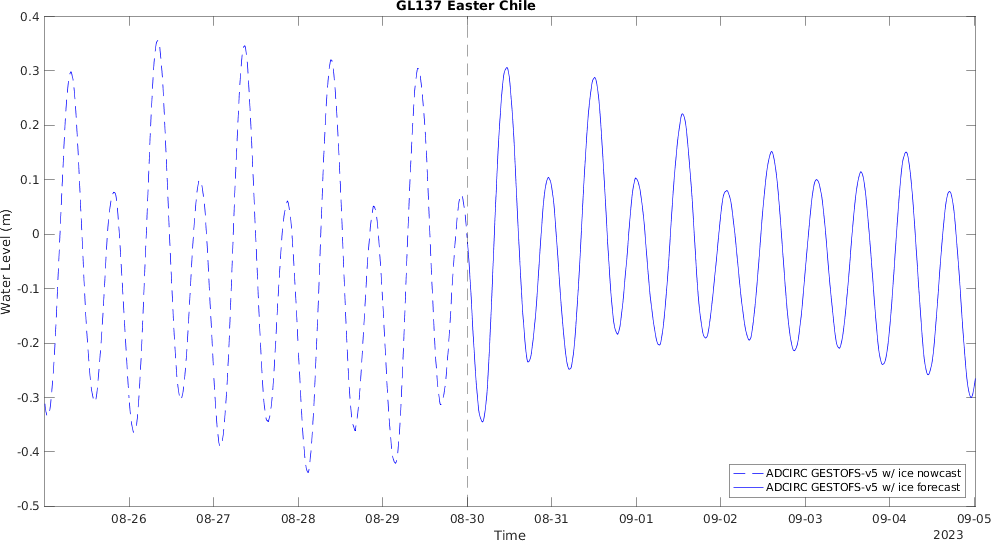 GL137 Easter Chile
0.4
0.3
0.2
0.1
0
-0.1
-0.2
-0.3
-0.4
-0.5
Water Level (m)
ADCIRC GESTOFS-v5 w/ ice nowcast
ADCIRC GESTOFS-v5 w/ ice forecast
08-26 08-27 08-28 08-29 08-30 08-31 09-01 09-02 09-03 09-04 09-05
Time
2023